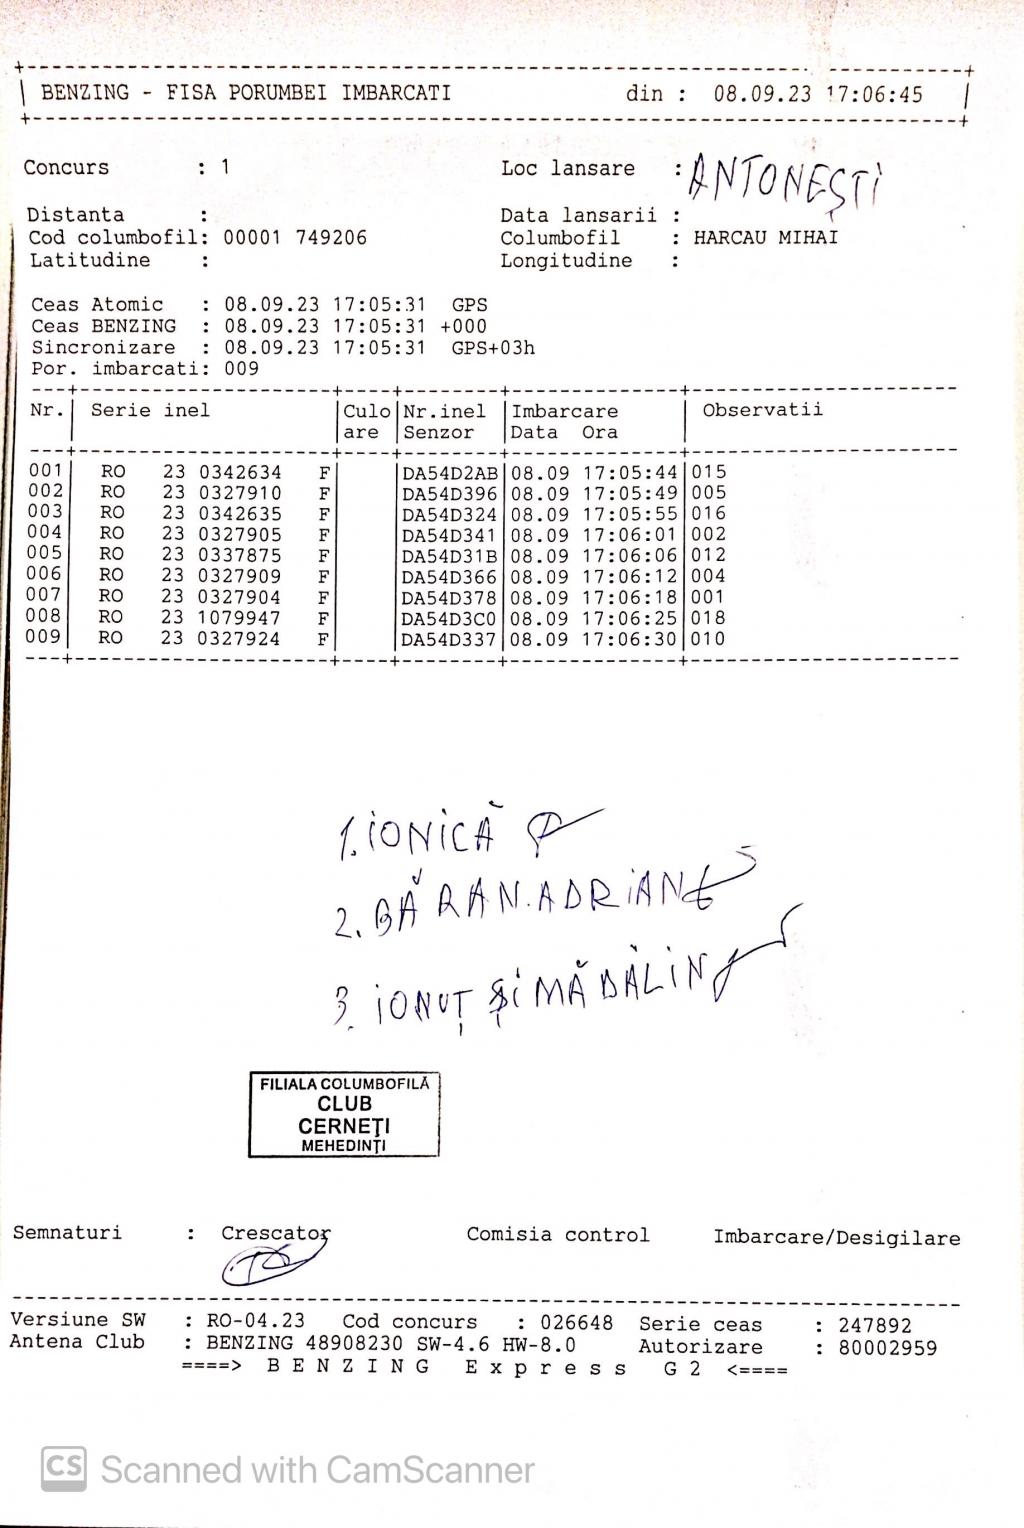 BENZING - FISA PORUMBEI IMBARCATI din : 08.09.23 17:06:45
Concurs : 1 Loc lansare : ANTONEȘTI
Distanta : Data lansarii :
Cod columbofil: 00001 749206 Columbofil : HARCAU MIHAI
Latitudine : Longitudine :
Ceas Atomic : 08.09.23 17:05:31 GPS
Ceas BENZING : 08.09.23 17:05:31 +000
Sincronizare : 08.09.23 17:05:31 GPS+03h
Por. imbarcati: 009
Nr. Serie inel Culo Nr.inel Imbarcare Observatii
are Senzor Data Ora
001 RO 23 0342634 F DA54D2AB 08.09 17:05:44 015
002 RO 23 0327910 F DA54D396 08.09 17:05:49 005
003 RO 23 0342635 F DA54D324 08.09 17:05:55 016
004 RO 23 0327905 F DA54D341 08.09 17:06:01 002
005 RO 23 0337875 F DA54D31B 08.09 17:06:06 012
006 RO 23 0327909 F DA54D366 08.09 17:06:12 004
007 RO 23 0327904 F DA54D378 08.09 17:06:18 001
008 RO 23 1079947 F DA54D3C0 08.09 17:06:25 018
009 RO 23 0327924 F DA54D337 08.09 17:06:30 010
1. IONICĂ
2. BĂRAN. ADRIAN
3. IONUȚ ȘI MĂDĂLIN
FILIALA COLUMBOFILĂ
CLUB
CERNEȚI
MEHEDINȚI
Semnaturi : Crescator Comisia control Imbarcare/Desigilare
Versiune SW : RO-04.23 Cod concurs : 026648 Serie ceas : 247892
Antena Club : BENZING 48908230 SW-4.6 HW-8.0 Autorizare : 80002959
====> B E N Z I N G E x p r e s s G 2 <====
CS Scanned with CamScanner